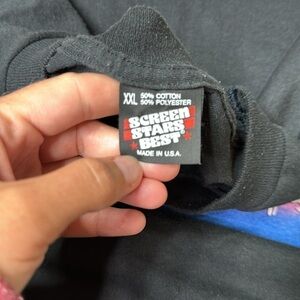 XXL 50% COTTON
50% POLYESTER
SCREEN
STARS
BEST
MADE IN U.S.A.